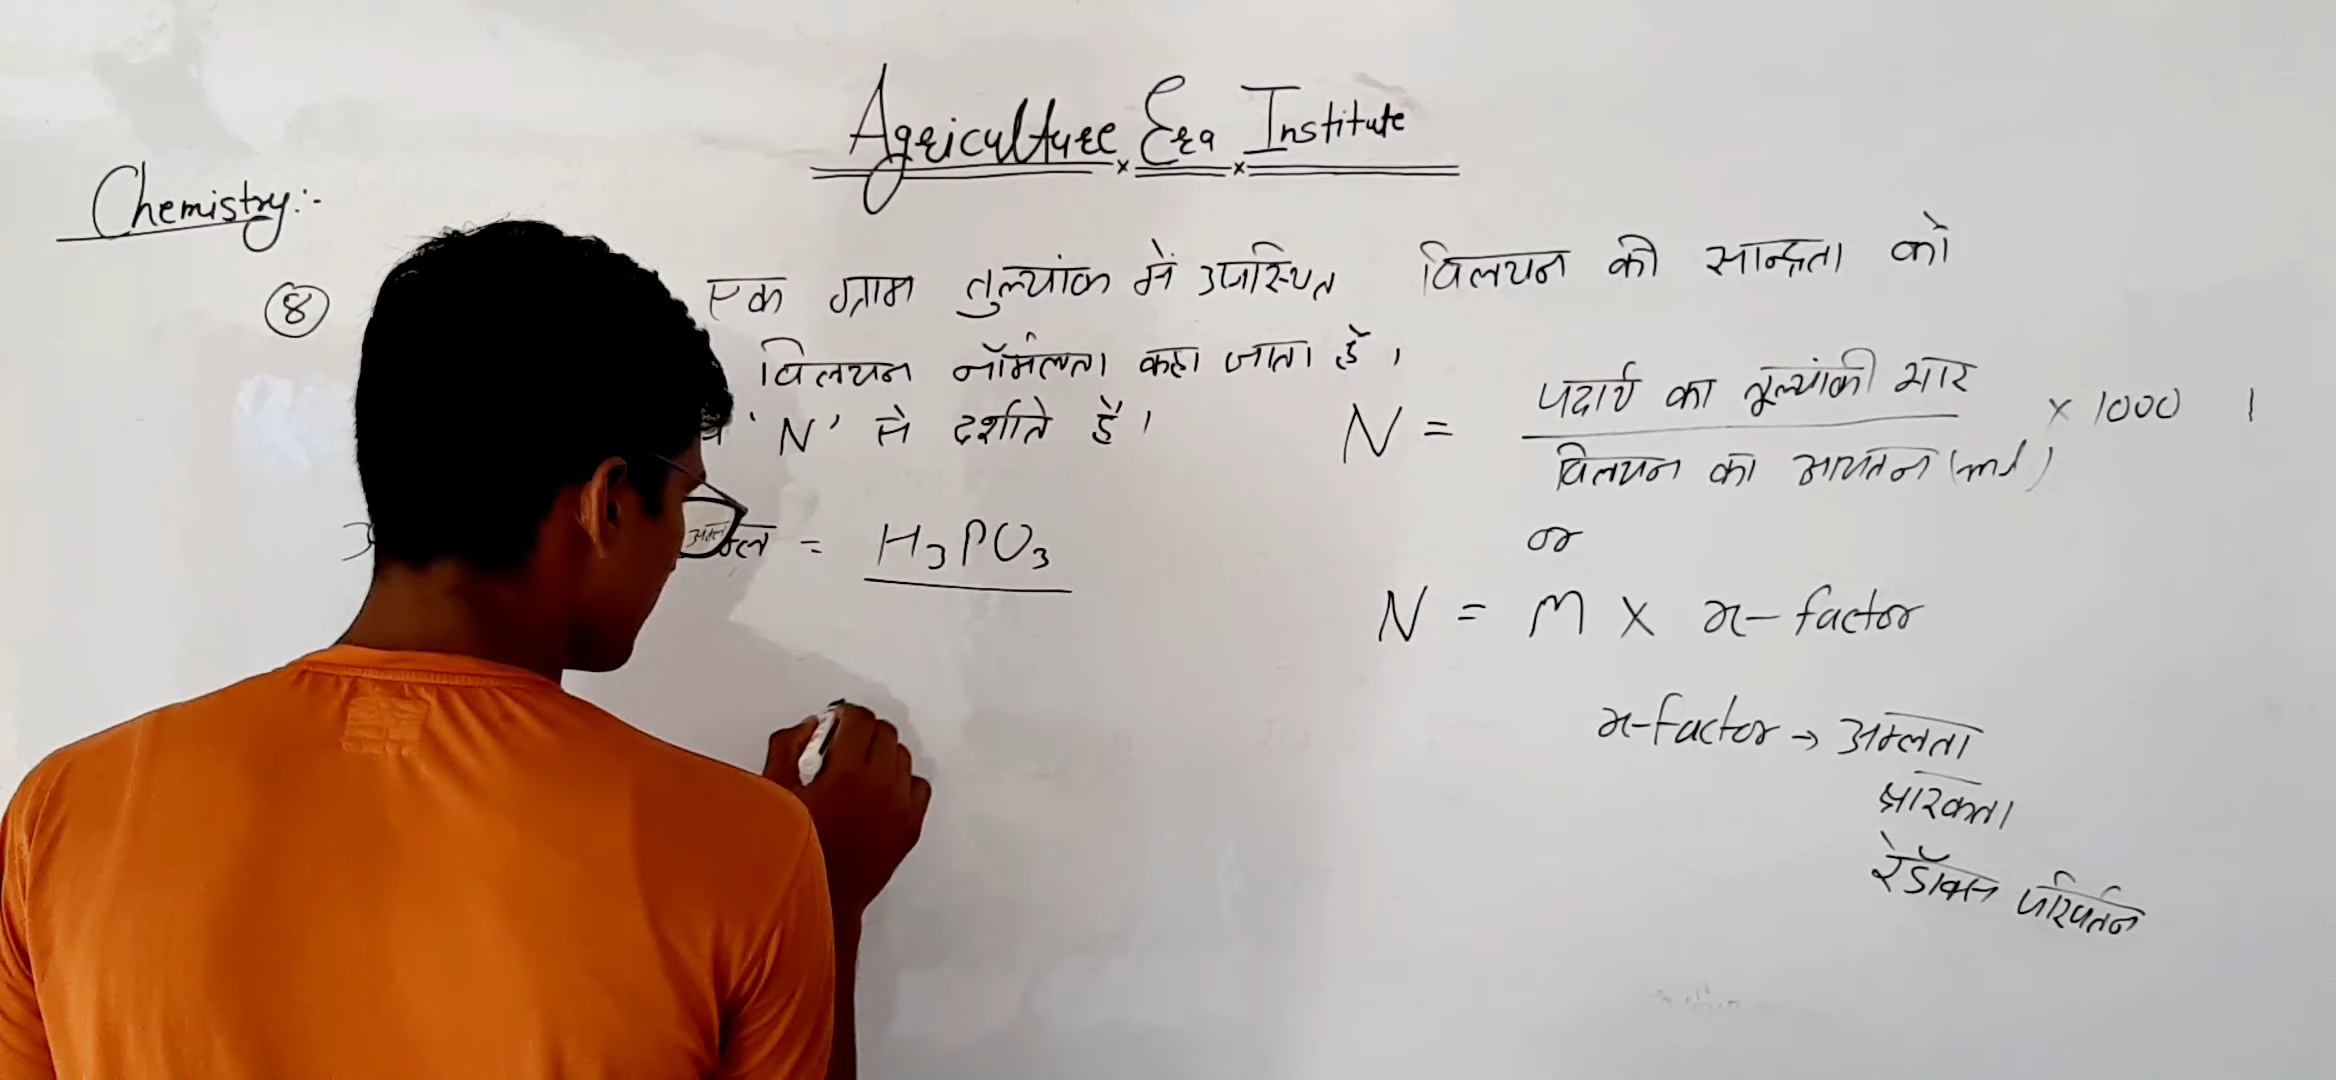 Agriculture Era Institute
Chemistry:-
8
एक ग्राम तुल्यांक में उपस्थित विलयन की सान्द्रता को
विलयन नॉर्मलता कहा जाता है।
'N' से दर्शाते है।
N = पदार्थ का तूल्यांकी भार × 1000
विलयन का आयतन (ml)
or
= H3PO3
N = M × n-factor
n-factor → अम्लता
क्षारकता
रेडॉक्स परिवर्तन